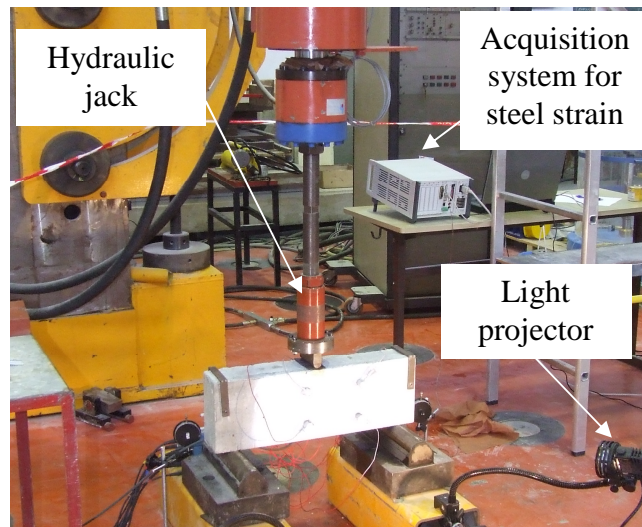 Hydraulic
jack
Acquisition
system for
steel strain
Light
projector